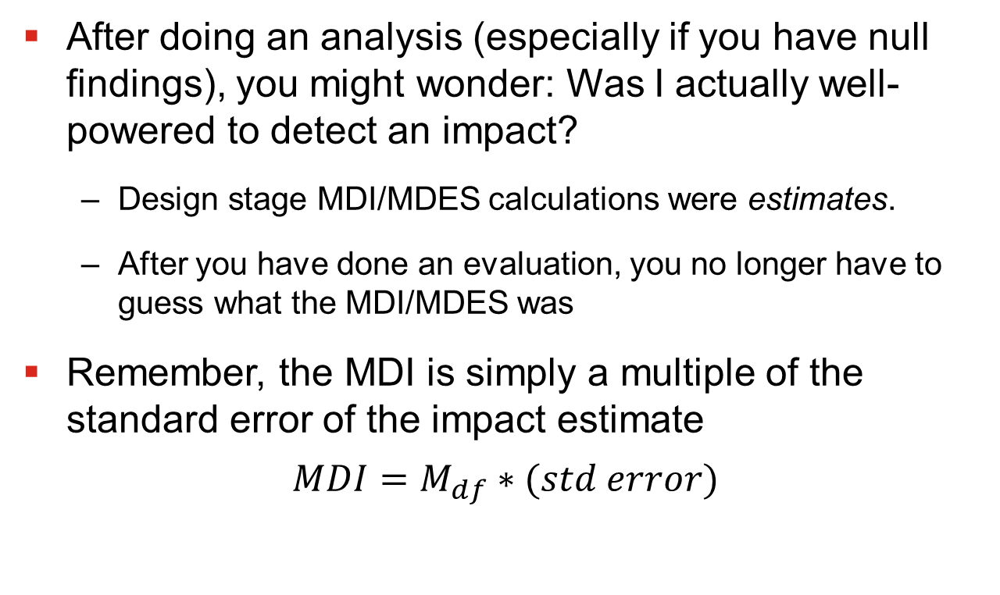 ▪ After doing an analysis (especially if you have null
findings), you might wonder: Was I actually well-
powered to detect an impact?
– Design stage MDI/MDES calculations were estimates.
– After you have done an evaluation, you no longer have to
guess what the MDI/MDES was
▪ Remember, the MDI is simply a multiple of the
standard error of the impact estimate
MDI = M_df * (std error)